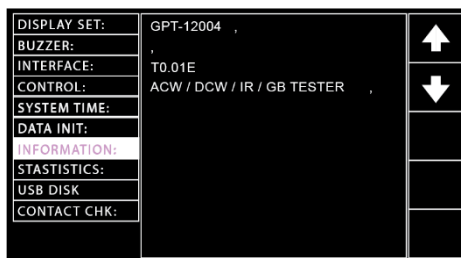 DISPLAY SET:
BUZZER:
INTERFACE:
CONTROL:
SYSTEM TIME:
DATA INIT:
INFORMATION:
STASTISTICS:
USB DISK
CONTACT CHK:
GPT-12004 ,
,
T0.01E
ACW / DCW / IR / GB TESTER ,